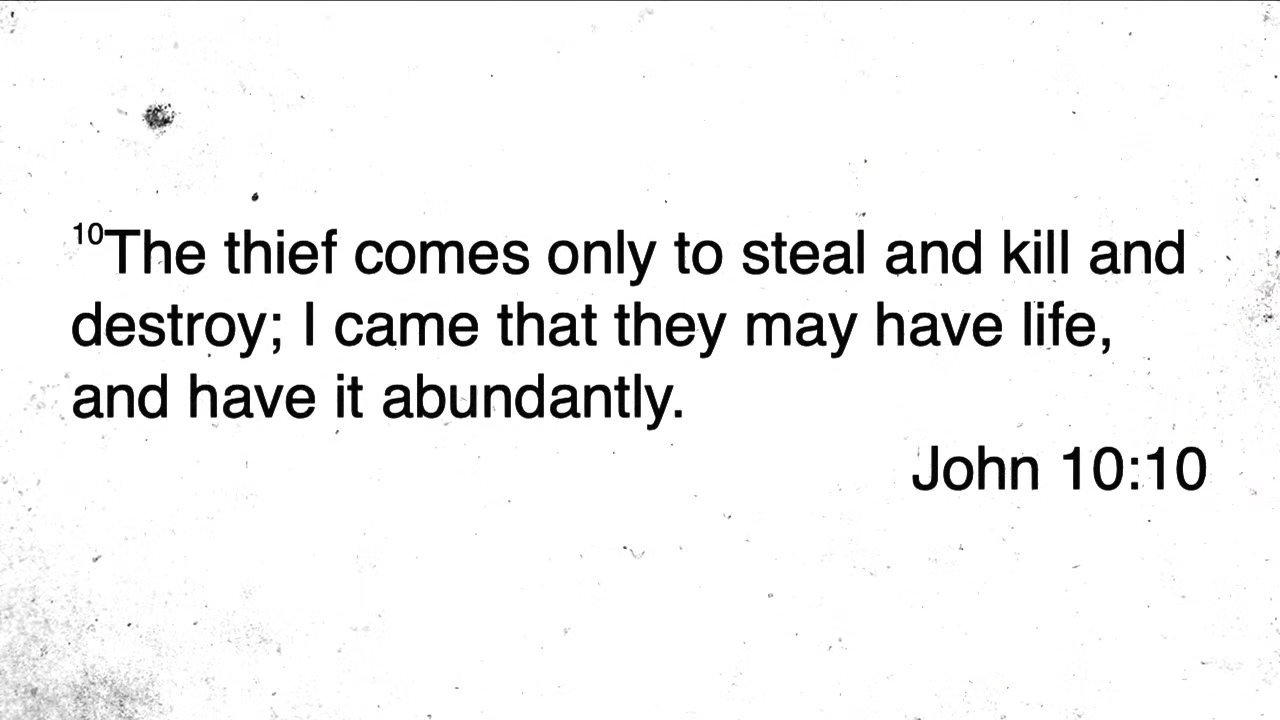 10The thief comes only to steal and kill and
destroy; I came that they may have life,
and have it abundantly.
John 10:10